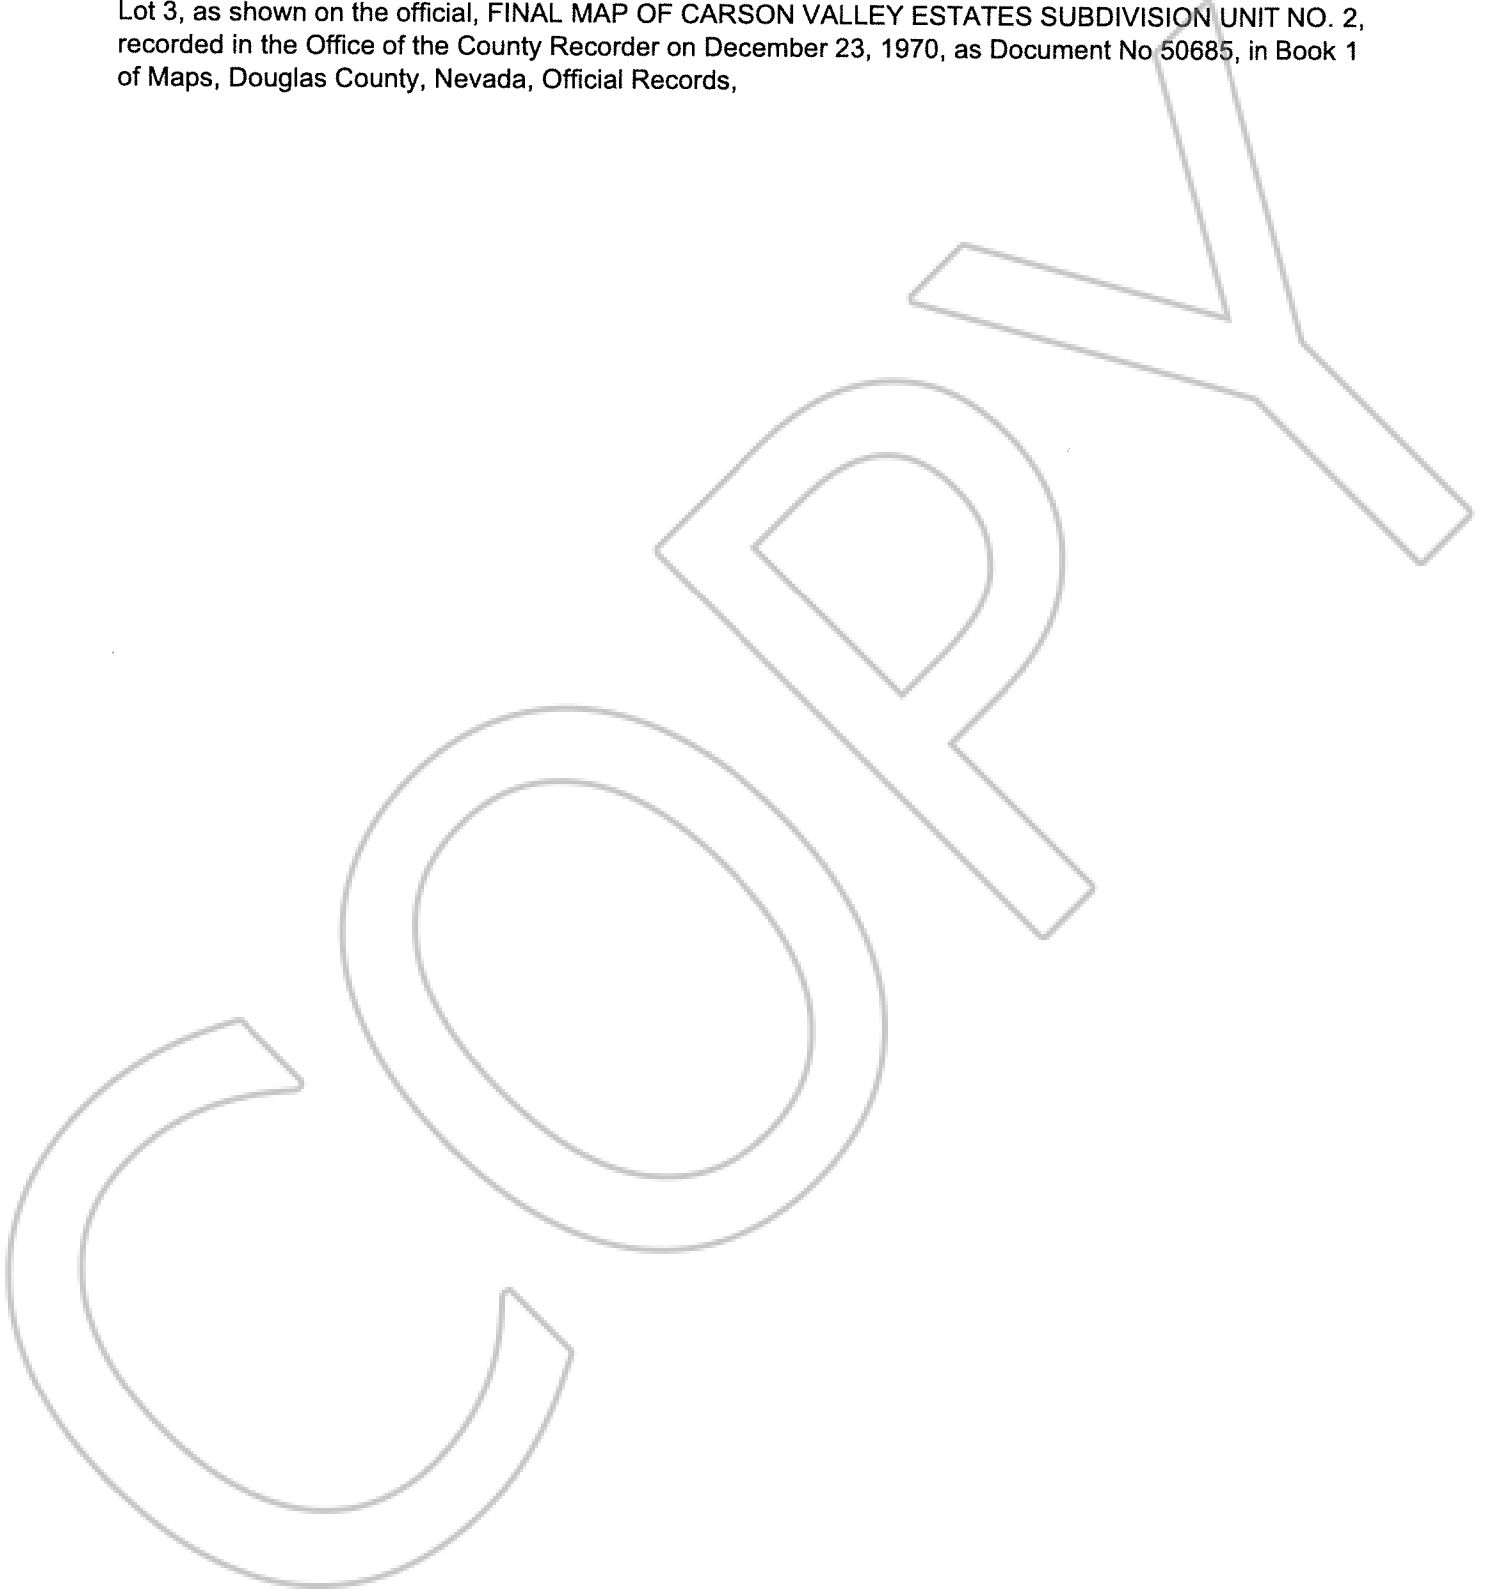 Lot 3, as shown on the official, FINAL MAP OF CARSON VALLEY ESTATES SUBDIVISION UNIT NO. 2,
recorded in the Office of the County Recorder on December 23, 1970, as Document No 50685, in Book 1
of Maps, Douglas County, Nevada, Official Records,
COPY